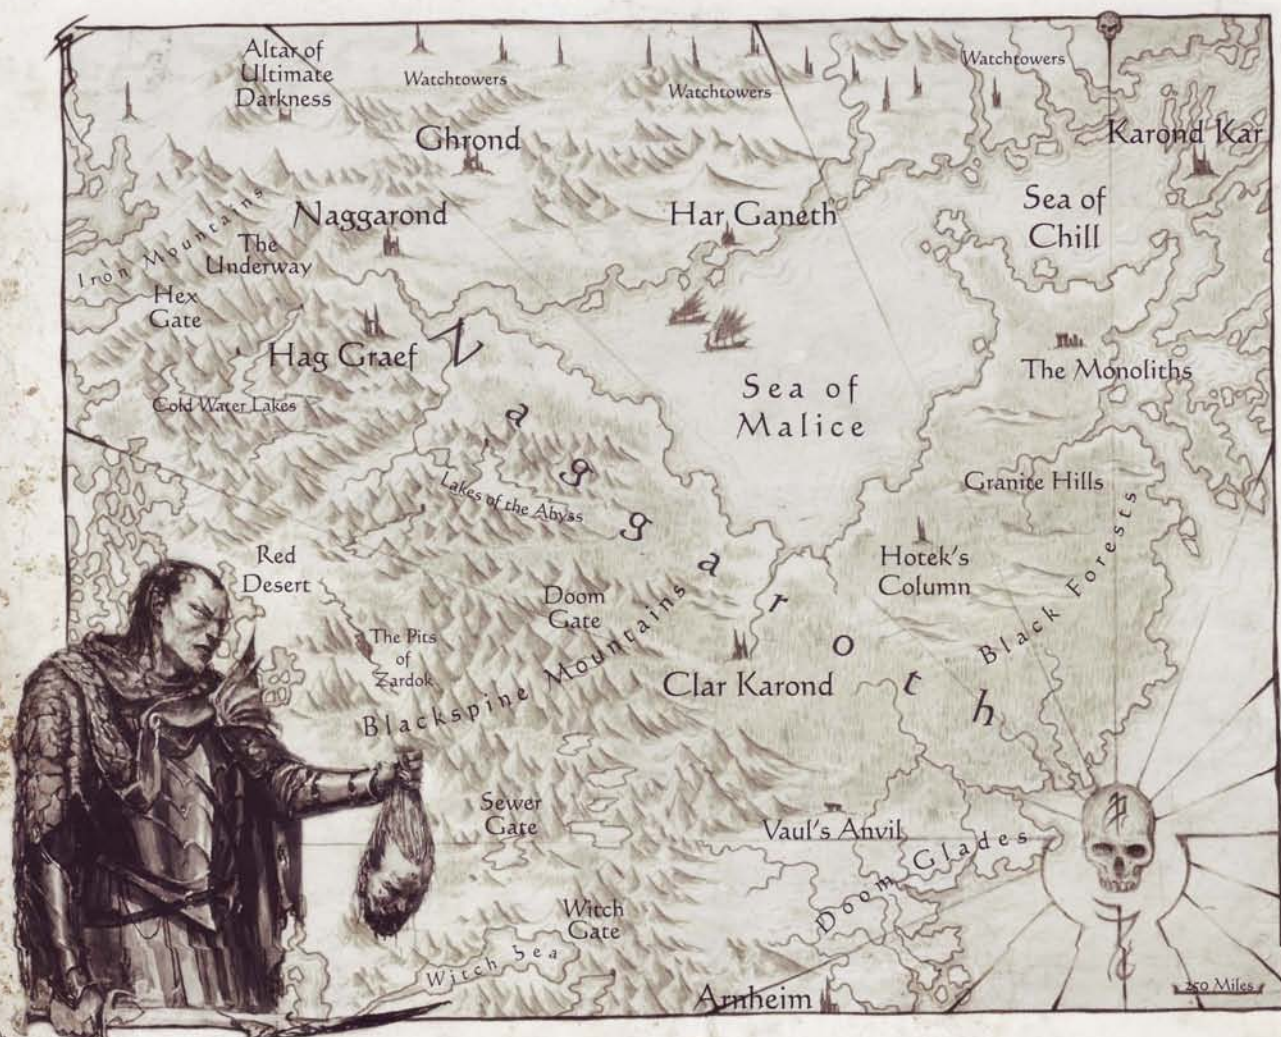 Altar of
Ultimate
Darkness
Watchtowers
Watchtowers
Watchtowers
Ghrond
Karond Kar
Iron Mountains
Naggarond
Har Ganeth
Sea of
Chill
The
Underway
Hex
Gate
Hag Graef
The Monoliths
Cold Water Lakes
Sea of
Malice
Naggaroth
Lakes of the Abyss
Granite Hills
Red
Desert
Hotek's
Column
Black Forests
Doom
Gate
The Pits
of
Zardok
Blackspine Mountains
Clar Karond
Sewer
Gate
Vaul's Anvil
Doom Glades
Witch
Gate
Witch Sea
Arnheim
250 Miles